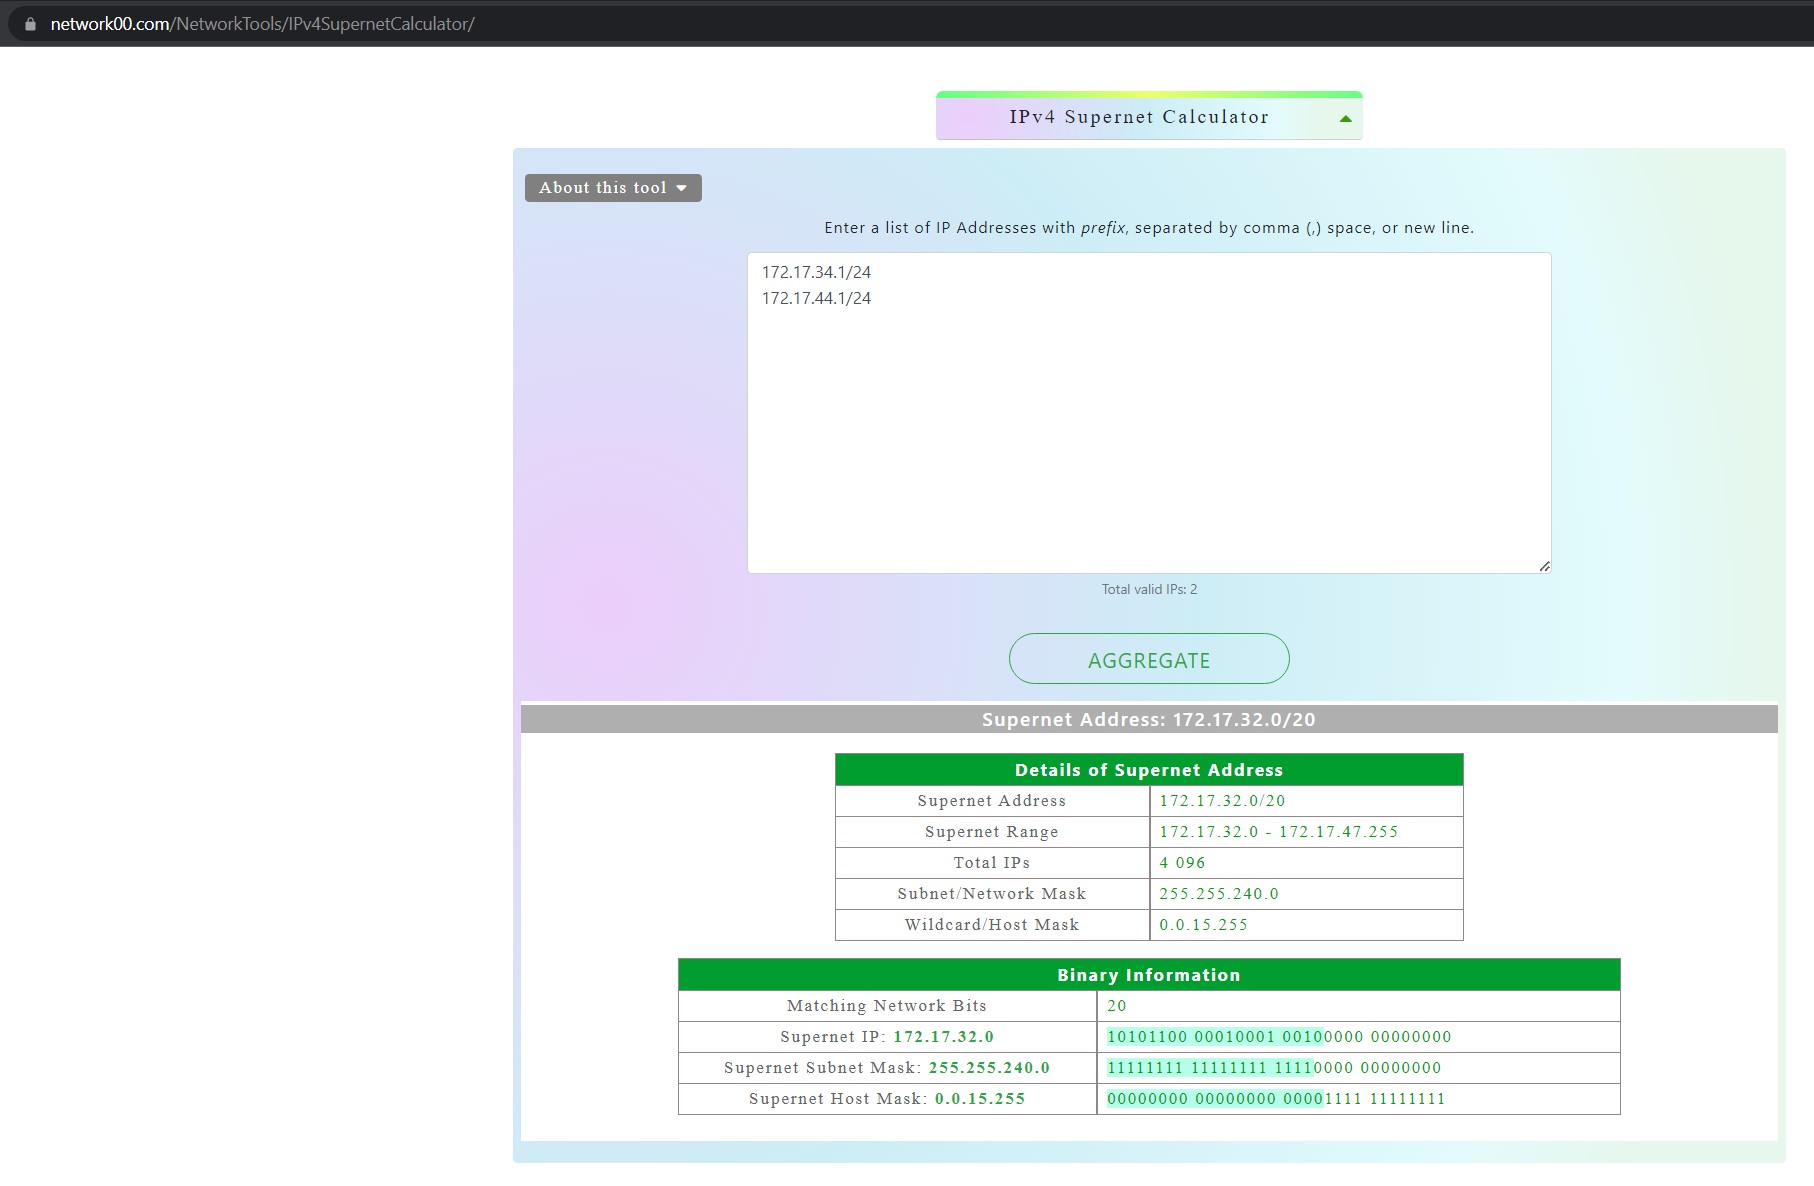 network00.com/NetworkTools/IPv4SupernetCalculator/
IPv4 Supernet Calculator
About this tool
Enter a list of IP Addresses with prefix, separated by comma (,) space, or new line.
172.17.34.1/24
172.17.44.1/24
Total valid IPs: 2
AGGREGATE
Supernet Address: 172.17.32.0/20
Details of Supernet Address
Supernet Address 172.17.32.0/20
Supernet Range 172.17.32.0 - 172.17.47.255
Total IPs 4 096
Subnet/Network Mask 255.255.240.0
Wildcard/Host Mask 0.0.15.255
Binary Information
Matching Network Bits 20
Supernet IP: 172.17.32.0 10101100 00010001 00100000 00000000
Supernet Subnet Mask: 255.255.240.0 11111111 11111111 11110000 00000000
Supernet Host Mask: 0.0.15.255 00000000 00000000 00001111 11111111